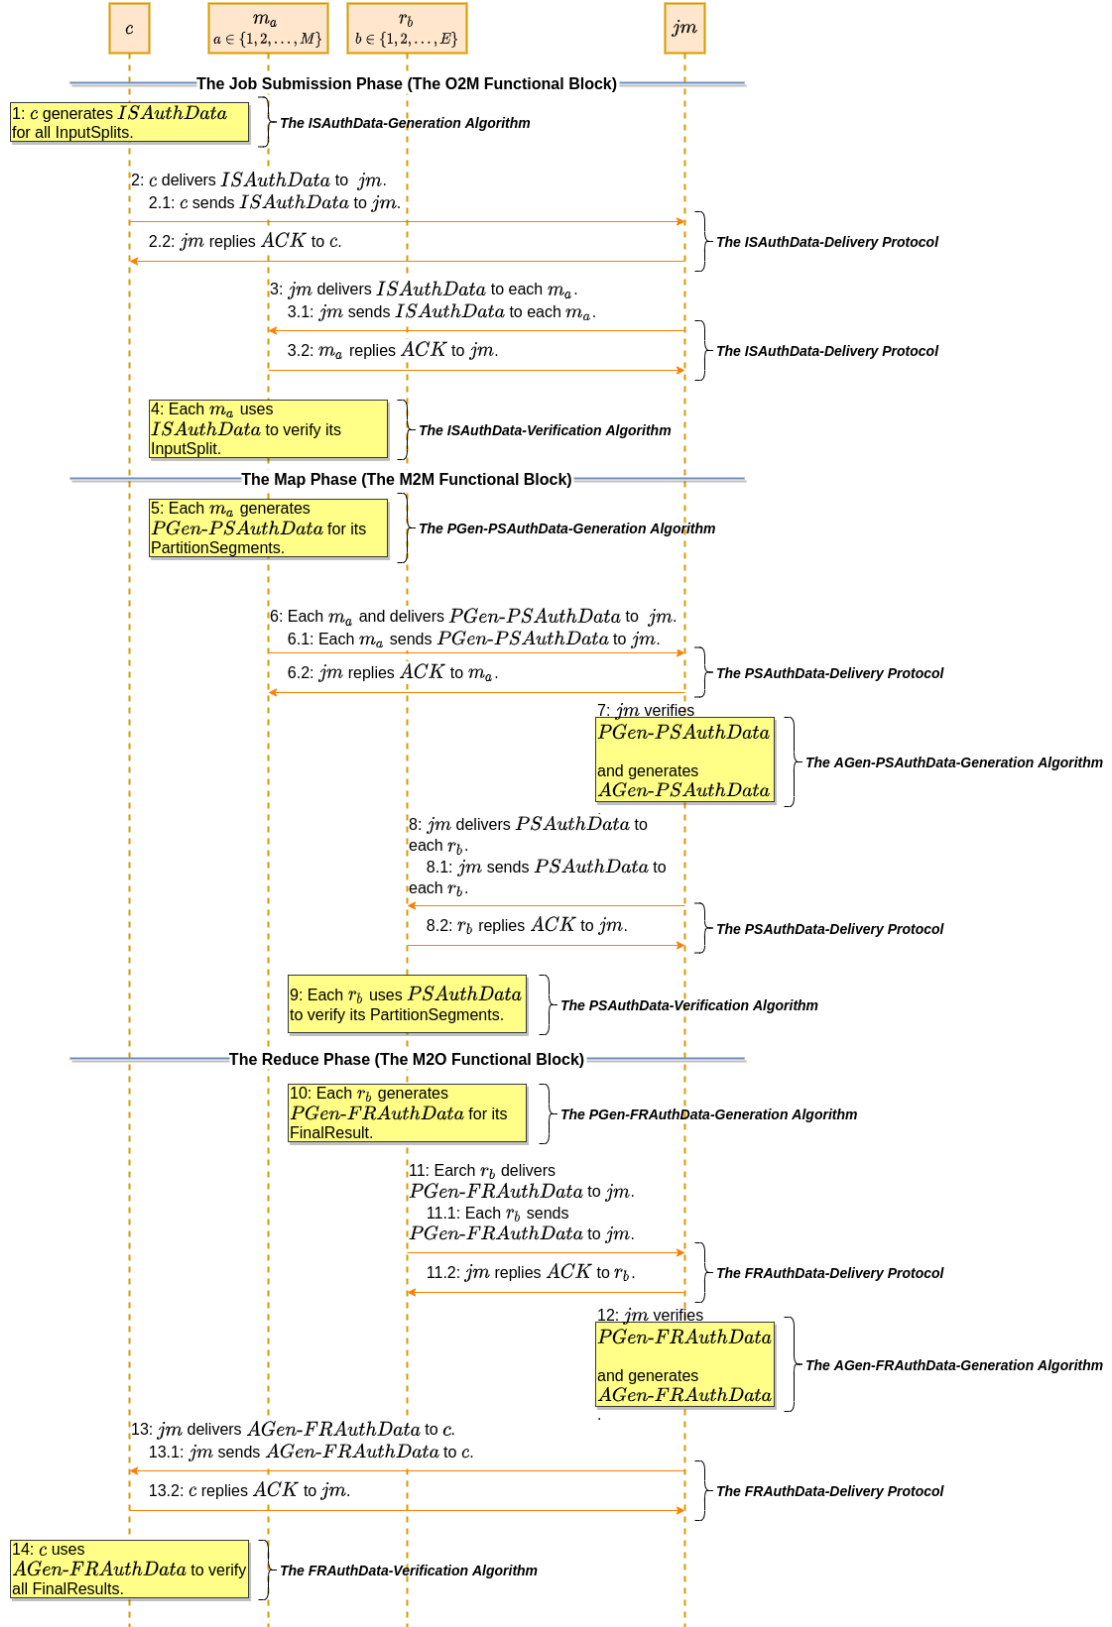 c
m_a
a ∈ {1, 2, . . . , M}
r_b
b ∈ {1, 2, . . . , E}
jm
The Job Submission Phase (The O2M Functional Block)
1: c generates ISAuthData
for all InputSplits.
The ISAuthData-Generation Algorithm
2: c delivers ISAuthData to jm.
2.1: c sends ISAuthData to jm.
2.2: jm replies ACK to c.
The ISAuthData-Delivery Protocol
3: jm delivers ISAuthData to each m_a.
3.1: jm sends ISAuthData to each m_a.
3.2: m_a replies ACK to jm.
The ISAuthData-Delivery Protocol
4: Each m_a uses
ISAuthData to verify its
InputSplit.
The ISAuthData-Verification Algorithm
The Map Phase (The M2M Functional Block)
5: Each m_a generates
PGen-PSAuthData for its
PartitionSegments.
The PGen-PSAuthData-Generation Algorithm
6: Each m_a and delivers PGen-PSAuthData to jm.
6.1: Each m_a sends PGen-PSAuthData to jm.
6.2: jm replies ACK to m_a.
The PSAuthData-Delivery Protocol
7: jm verifies
PGen-PSAuthData
and generates
AGen-PSAuthData
.
The AGen-PSAuthData-Generation Algorithm
8: jm delivers PSAuthData to
each r_b.
8.1: jm sends PSAuthData to
each r_b.
8.2: r_b replies ACK to jm.
The PSAuthData-Delivery Protocol
9: Each r_b uses PSAuthData
to verify its PartitionSegments.
The PSAuthData-Verification Algorithm
The Reduce Phase (The M2O Functional Block)
10: Each r_b generates
PGen-FRAuthData for its
FinalResult.
The PGen-FRAuthData-Generation Algorithm
11: Earch r_b delivers
PGen-FRAuthData to jm.
11.1: Each r_b sends
PGen-FRAuthData to jm.
11.2: jm replies ACK to r_b.
The FRAuthData-Delivery Protocol
12: jm verifies
PGen-FRAuthData
and generates
AGen-FRAuthData
.
The AGen-FRAuthData-Generation Algorithm
13: jm delivers AGen-FRAuthData to c.
13.1: jm sends AGen-FRAuthData to c.
13.2: c replies ACK to jm.
The FRAuthData-Delivery Protocol
14: c uses
AGen-FRAuthData to verify
all FinalResults.
The FRAuthData-Verification Algorithm